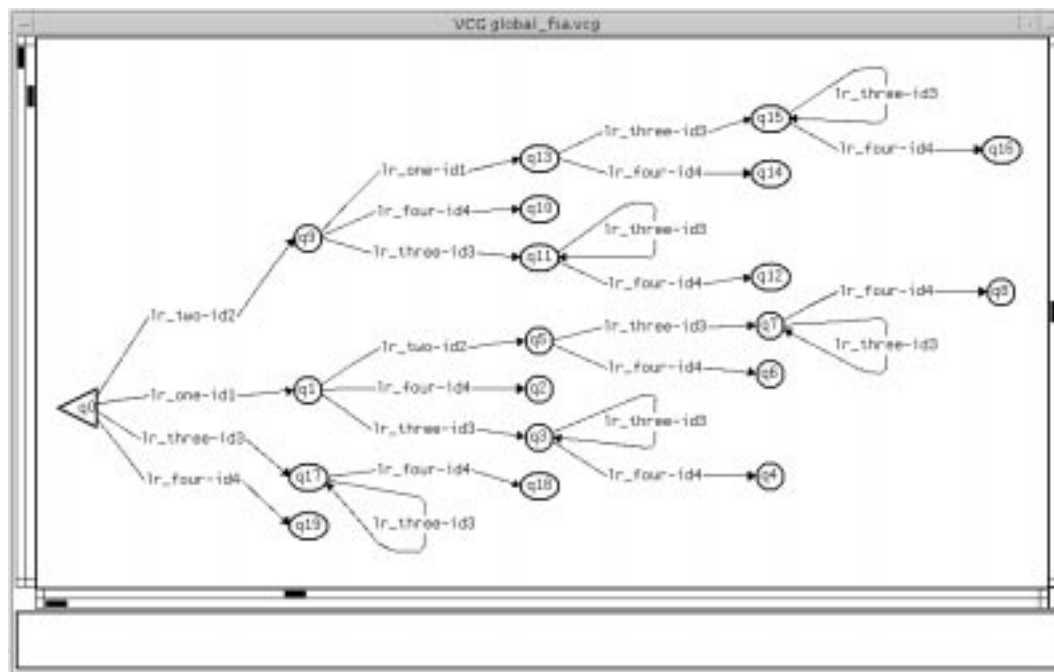 VCG global_fsa.vcg
lr_three-id3
q15
lr_three-id3
lr_four-id4
q16
q13
lr_one-id1
lr_four-id4
q14
lr_four-id4
q10
q9
lr_three-id3
q11
lr_three-id3
lr_four-id4
q12
lr_four-id4
q8
lr_two-id2
lr_three-id3
q7
lr_two-id2
q5
lr_three-id3
lr_four-id4
q6
lr_one-id1
q1
lr_four-id4
q2
q0
lr_three-id3
lr_three-id3
q3
lr_three-id3
q17
lr_four-id4
q18
lr_four-id4
q4
lr_four-id4
q19
lr_three-id3